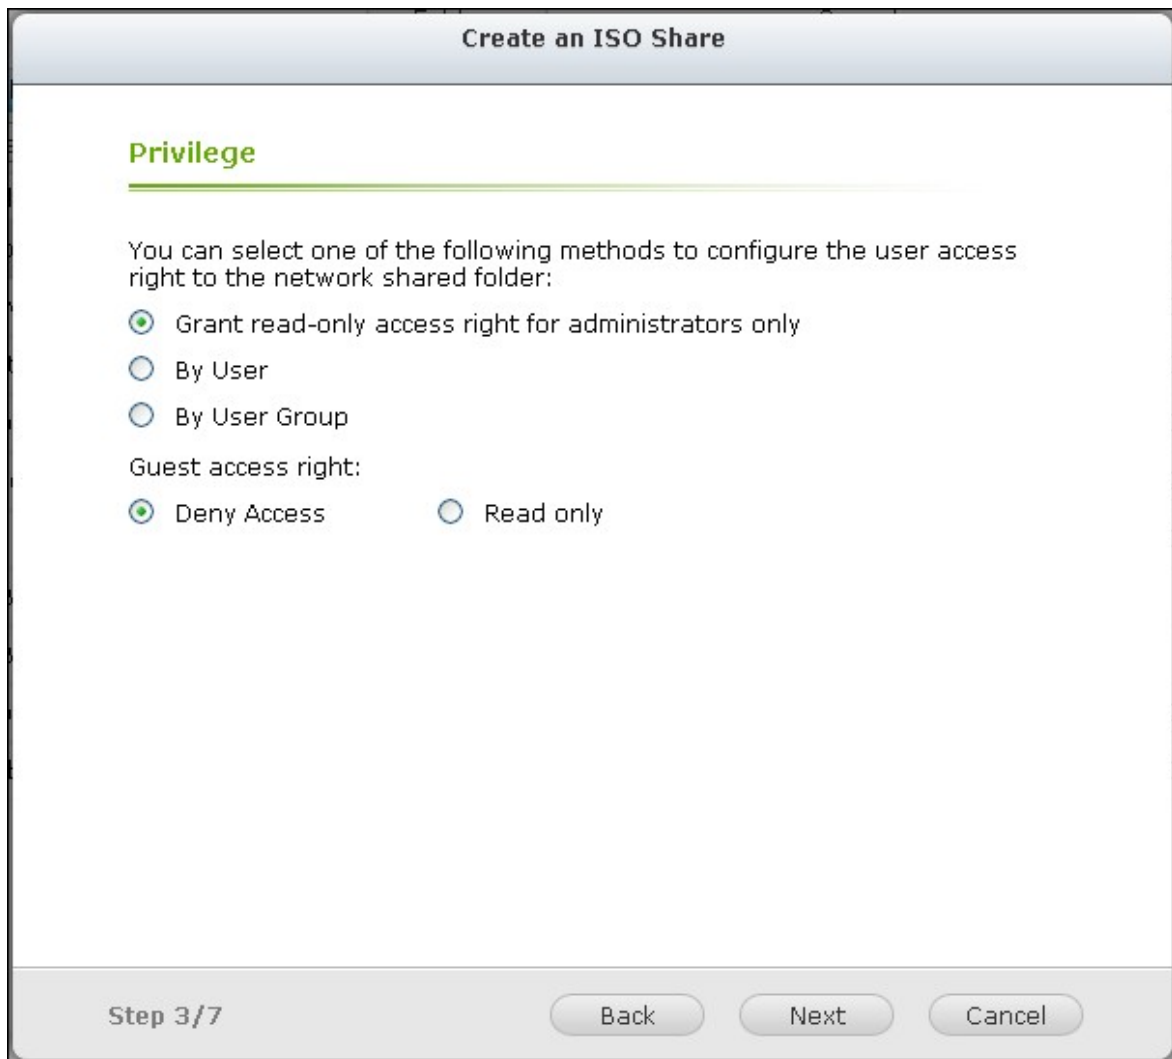 Create an ISO Share
Privilege
You can select one of the following methods to configure the user access
right to the network shared folder:
Grant read-only access right for administrators only
By User
By User Group
Guest access right:
Deny Access Read only
Step 3/7 Back Next Cancel